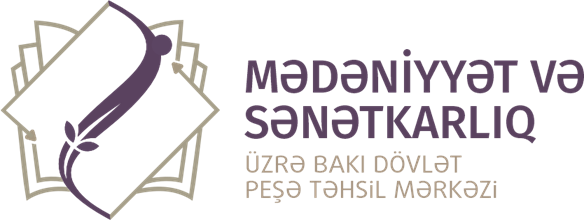 MƏDƏNİYYƏT VƏ
SƏNƏTKARLIQ
ÜZRƏ BAKI DÖVLƏT
PEŞƏ TƏHSİL MƏRKƏZİ